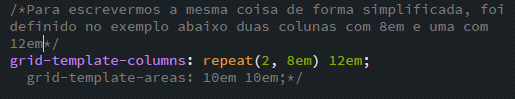 /*Para escrevermos a mesma coisa de forma simplificada, foi
definido no exemplo abaixo duas colunas com 8em e uma com
12em*/
grid-template-columns: repeat(2, 8em) 12em;
grid-template-areas: 10em 10em;*/